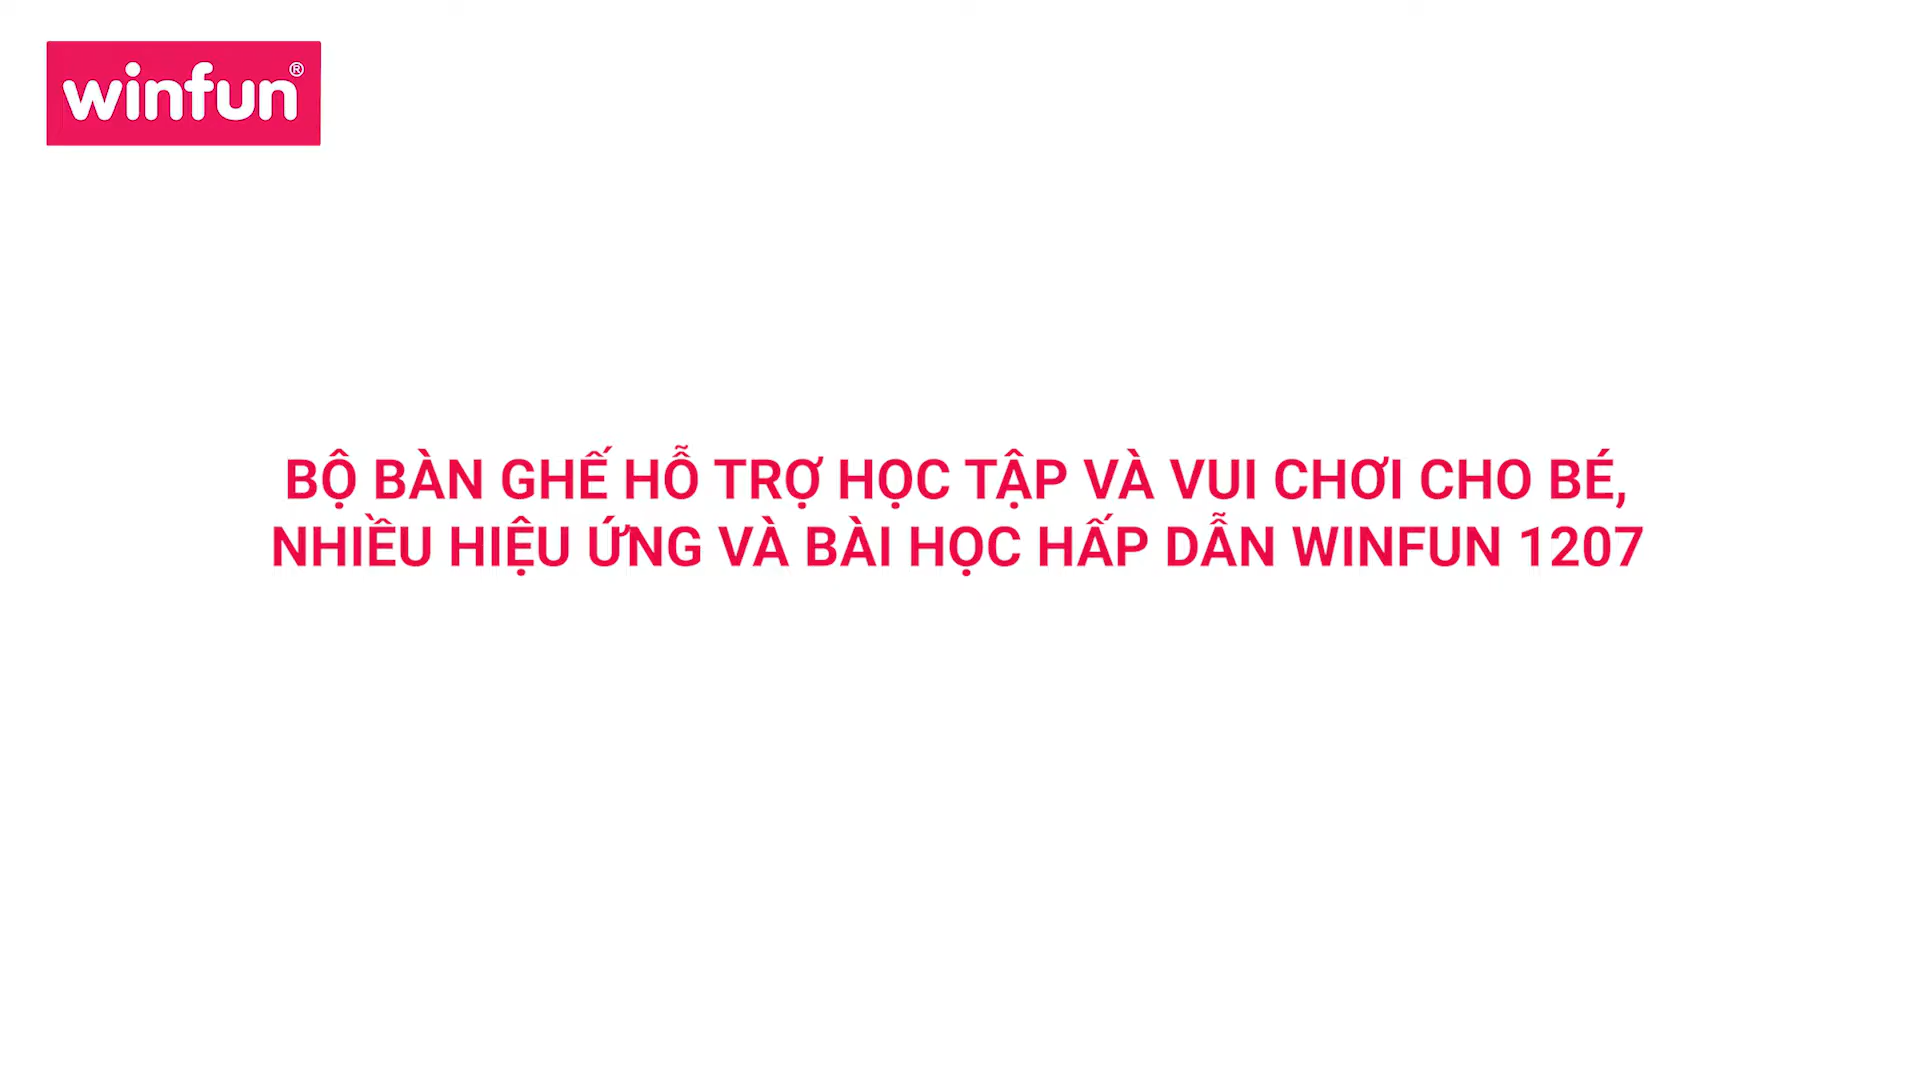 winfun®
BỘ BÀN GHẾ HỖ TRỢ HỌC TẬP VÀ VUI CHƠI CHO BÉ,
NHIỀU HIỆU ỨNG VÀ BÀI HỌC HẤP DẪN WINFUN 1207